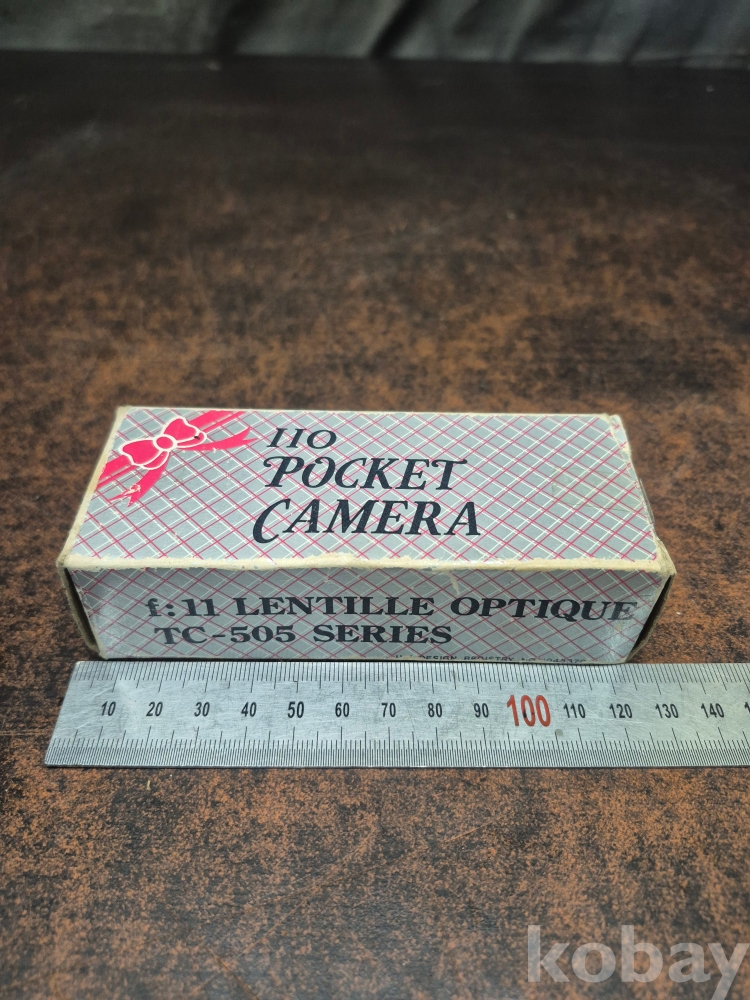 110
POCKET
CAMERA
f:11 LENTILLE OPTIQUE
TC-505 SERIES
DESIGN REGISTRY
10 20 30 40 50 60 70 80 90 100 110 120 130 140
kobay